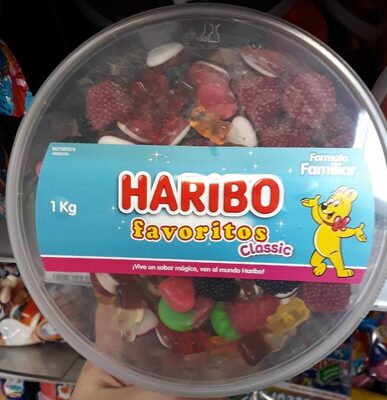 Formato
Familiar
1 Kg
HARIBO
favoritos
Classic
¡Vive un sabor mágico, ven al mundo Haribo!